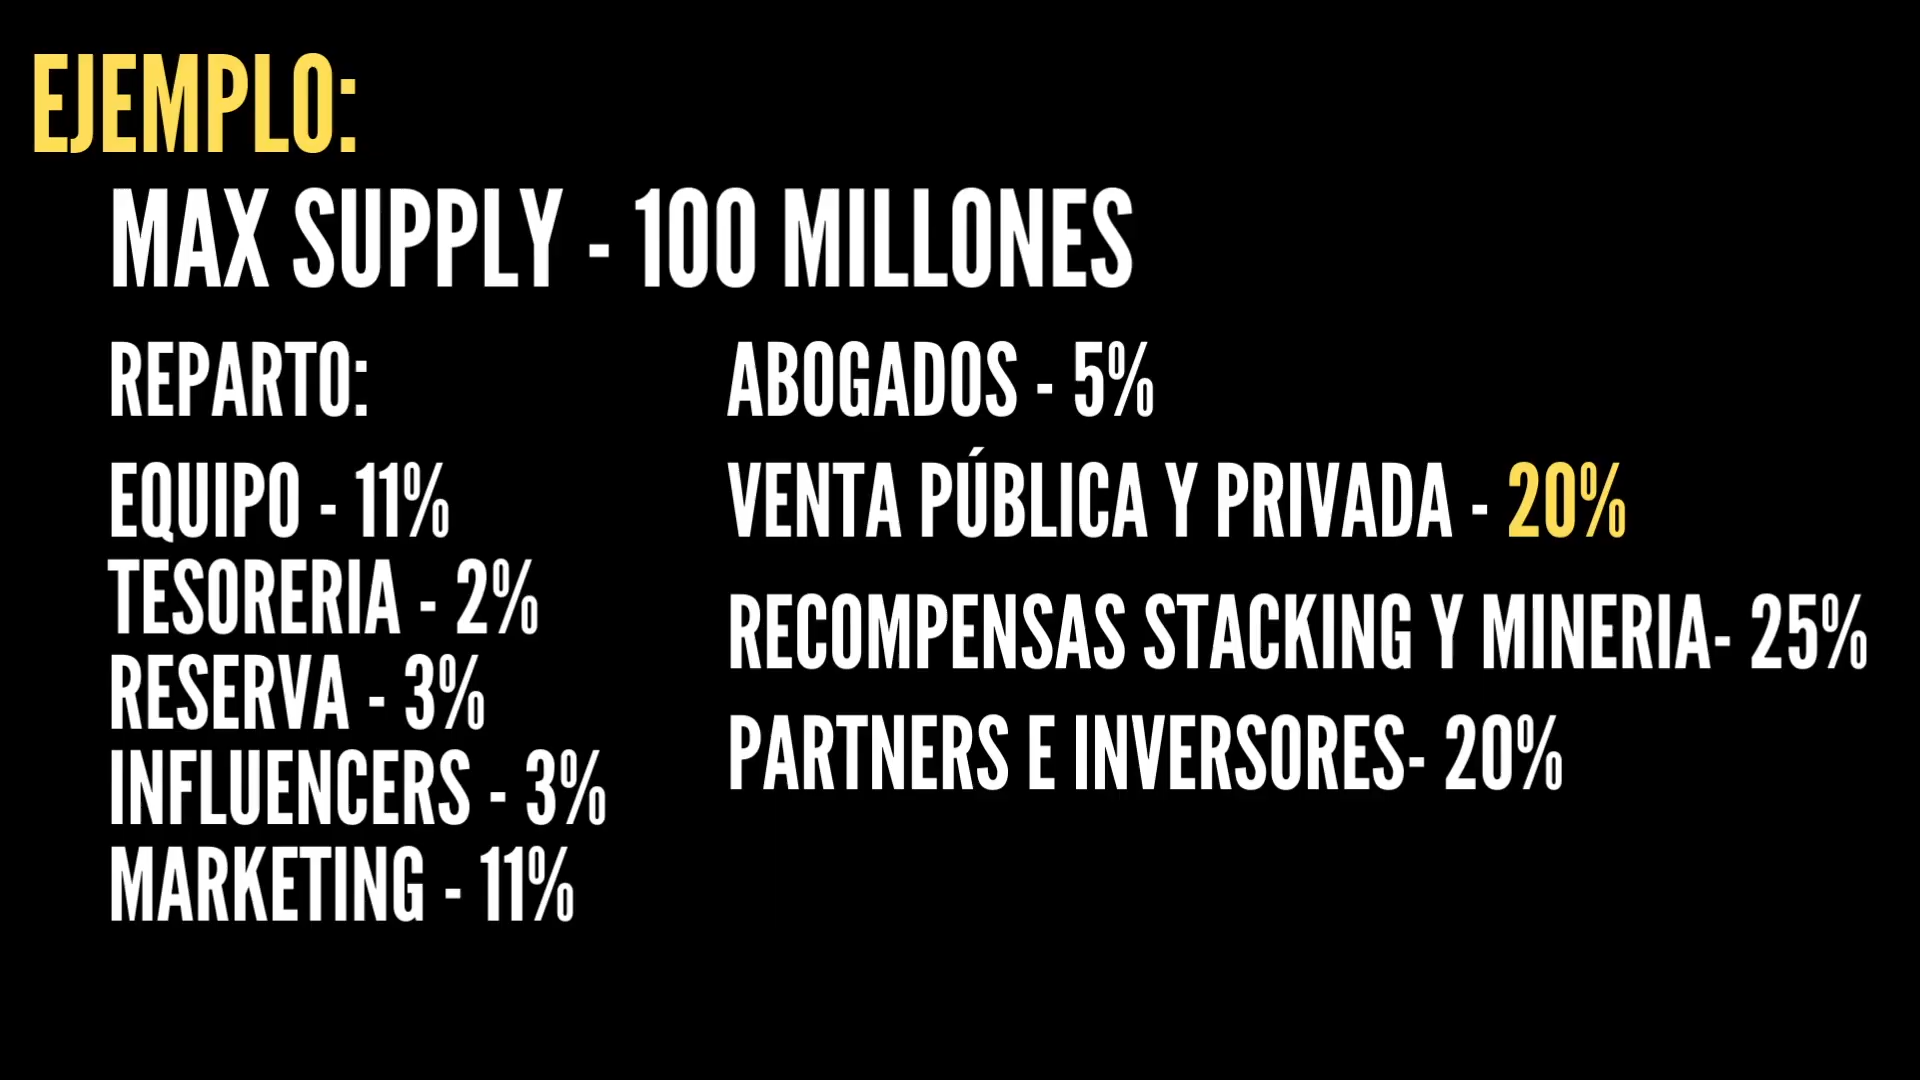 EJEMPLO:
MAX SUPPLY - 100 MILLONES
REPARTO:
EQUIPO - 11%
TESORERIA - 2%
RESERVA - 3%
INFLUENCERS - 3%
MARKETING - 11%
ABOGADOS - 5%
VENTA PÚBLICA Y PRIVADA - 20%
RECOMPENSAS STACKING Y MINERIA- 25%
PARTNERS E INVERSORES- 20%